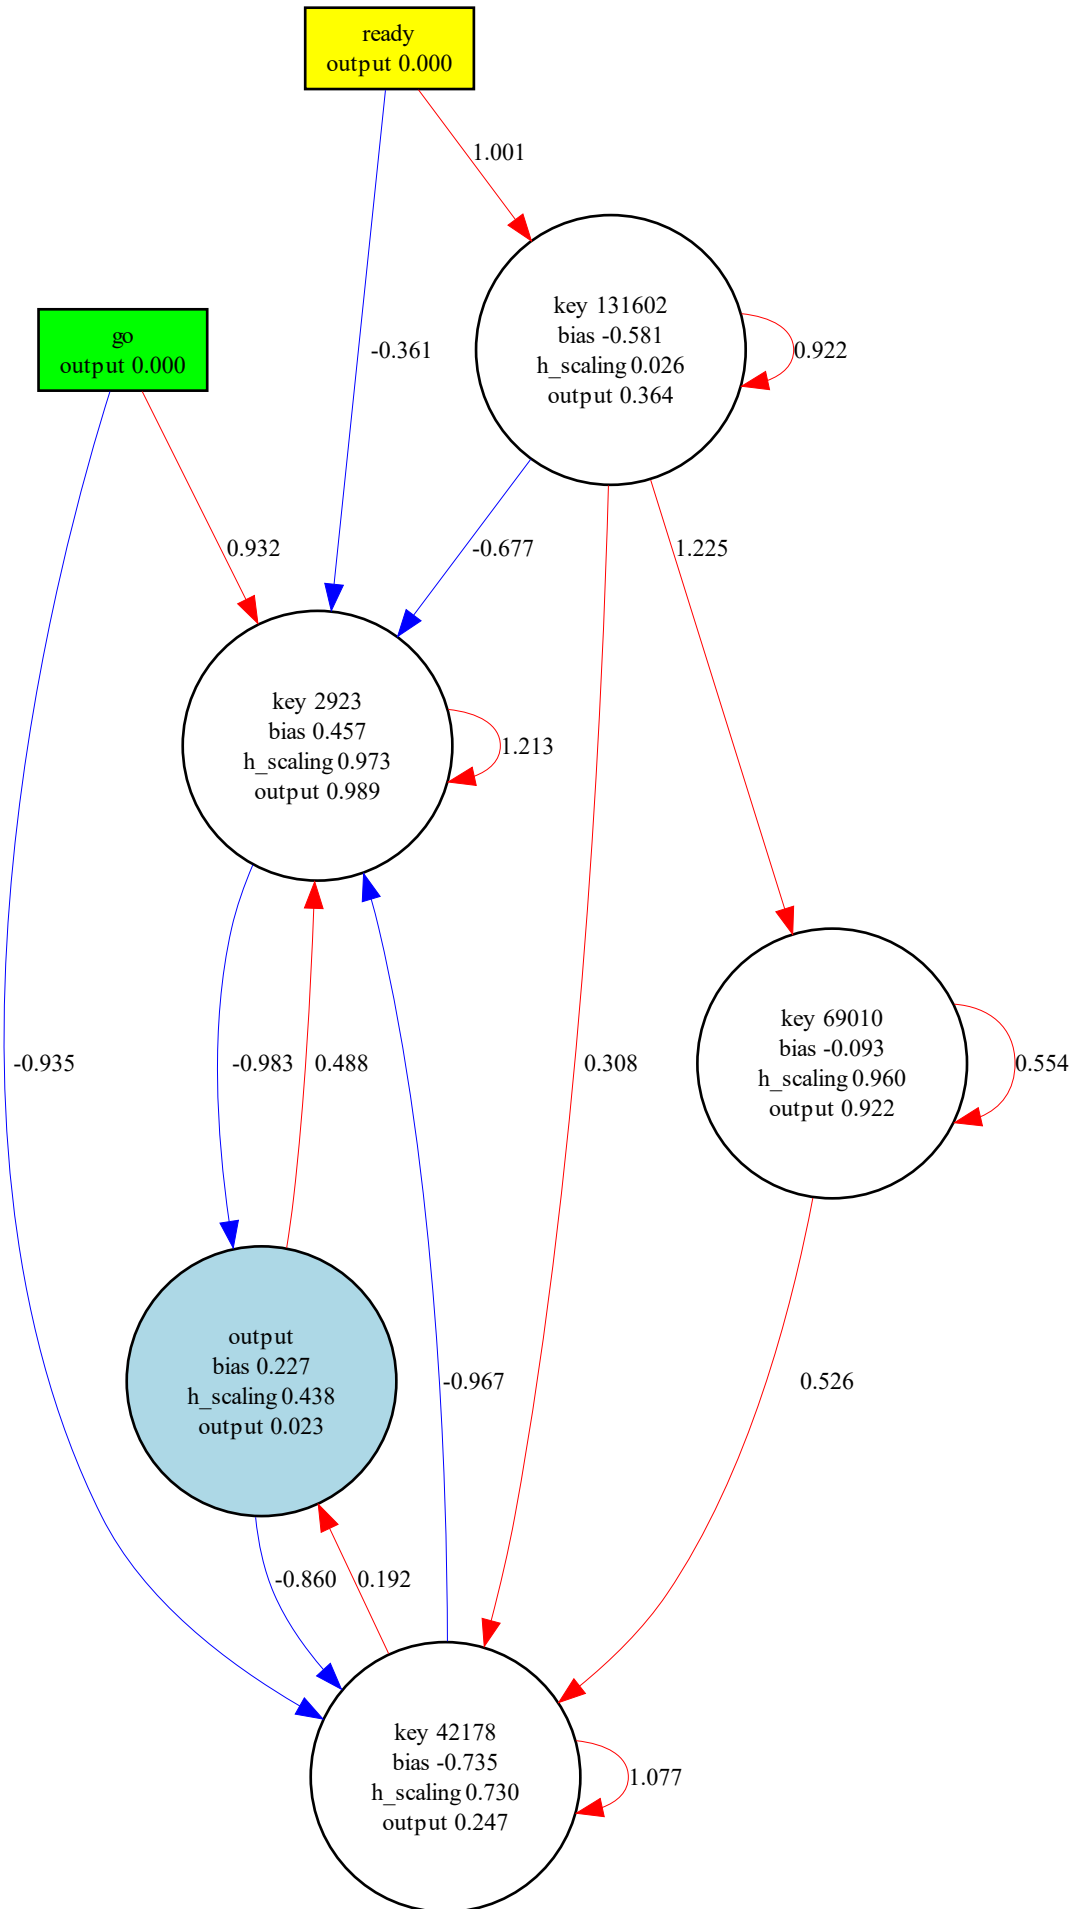 ready
output 0.000
1.001
key 131602
bias -0.581
h_scaling 0.026
output 0.364
0.922
go
output 0.000
-0.361
0.932
-0.677
1.225
key 2923
bias 0.457
h_scaling 0.973
output 0.989
1.213
key 69010
bias -0.093
h_scaling 0.960
output 0.922
0.554
-0.935
-0.983
0.488
0.308
output
bias 0.227
h_scaling 0.438
output 0.023
-0.967
0.526
-0.860
0.192
key 42178
bias -0.735
h_scaling 0.730
output 0.247
1.077